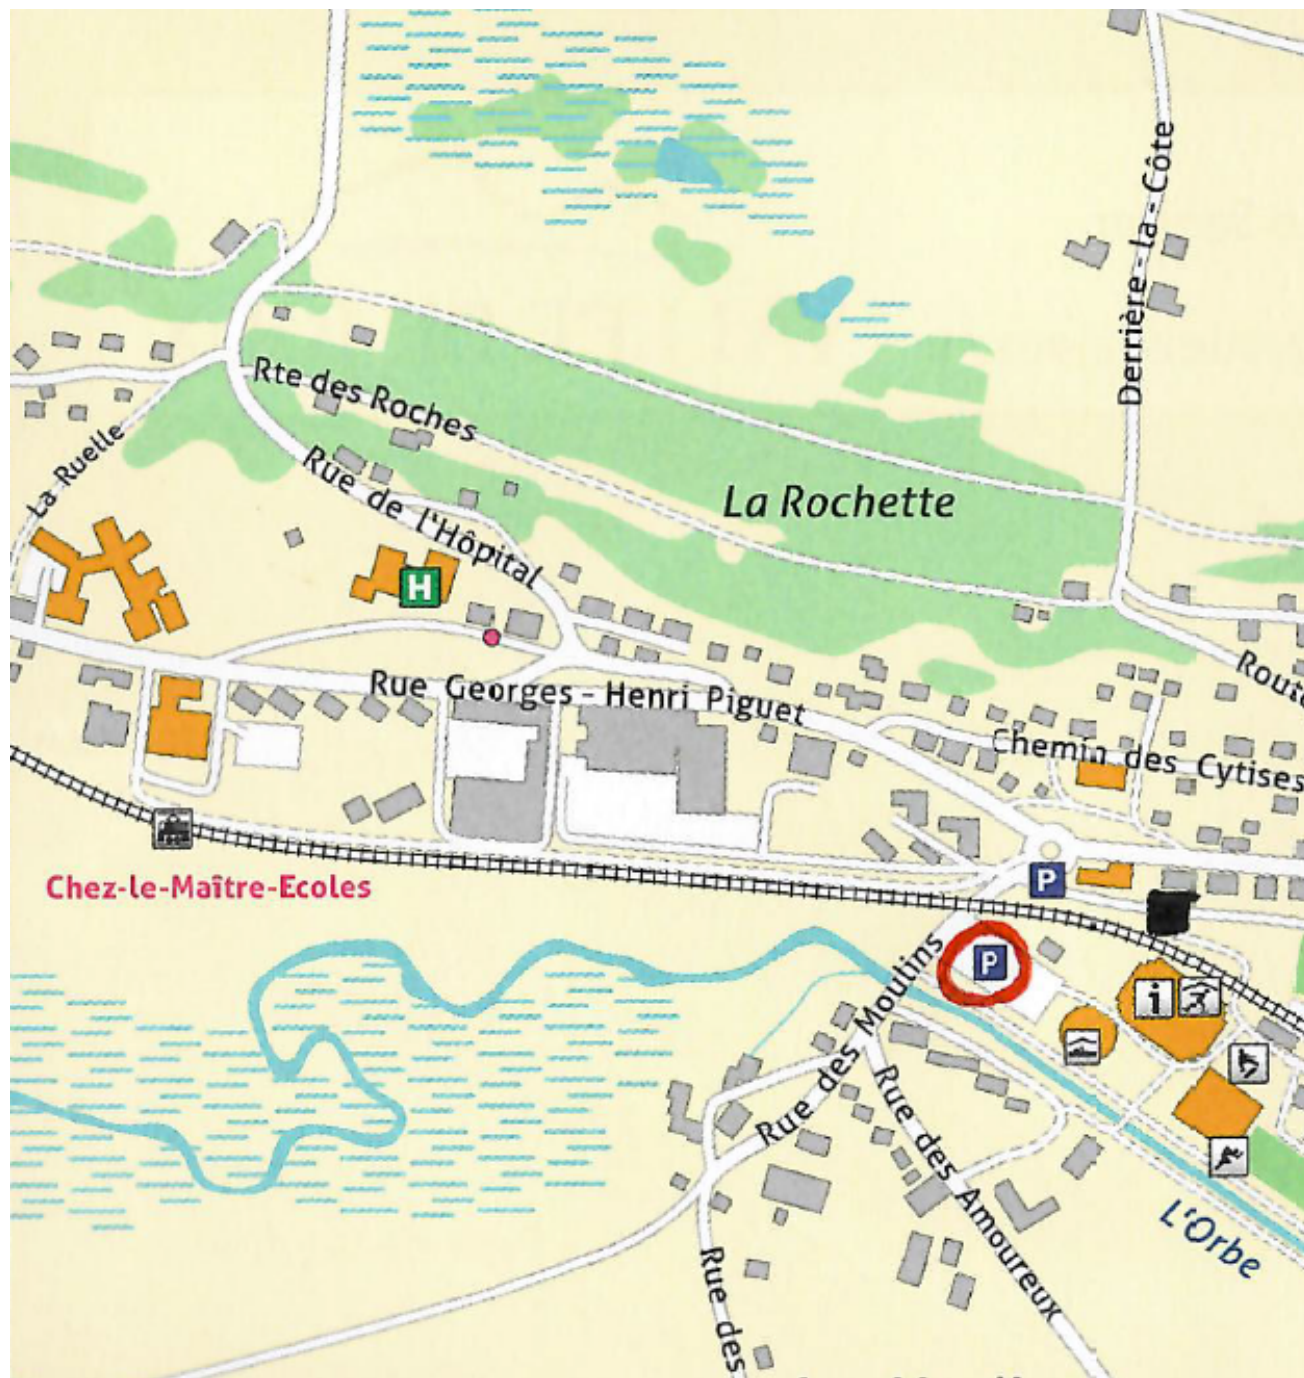 Derrière - la - Côte
Rte des Roches
La Ruelle
Rue de l'Hôpital
La Rochette
H
Route
Rue Georges - Henri Piguet
Chemin des Cytises
Chez-le-Maître-Ecoles
P
P
i
Rue des Moulins
Rue des Amoureux
L'Orbe
Rue des